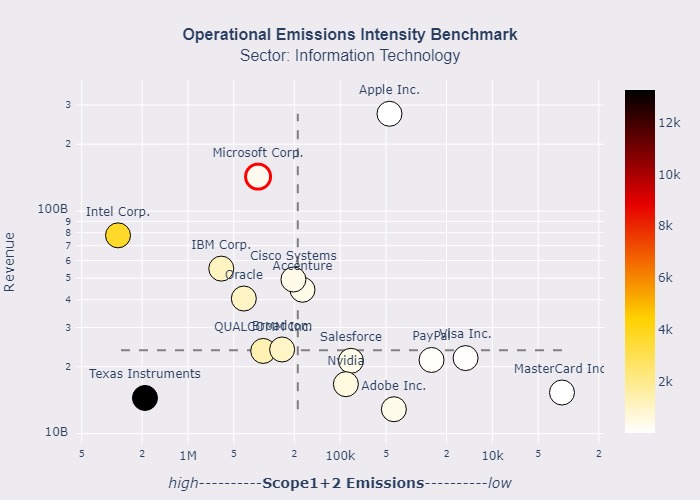 Operational Emissions Intensity Benchmark
Sector: Information Technology
Apple Inc.
3
12k
2
Microsoft Corp.
10k
100B
Intel Corp.
9
8
8k
7
IBM Corp.
6
Cisco Systems
Revenue
5
Oracle
Accenture
6k
4
3
QUALCOMM Inc.
Broadcom
Salesforce
PayPal
Visa Inc.
4k
2
Nvidia
Texas Instruments
MasterCard Inc
Adobe Inc.
2k
10B
5
2
1M
5
2
100k
5
2
10k
5
2
high----------Scope1+2 Emissions----------low